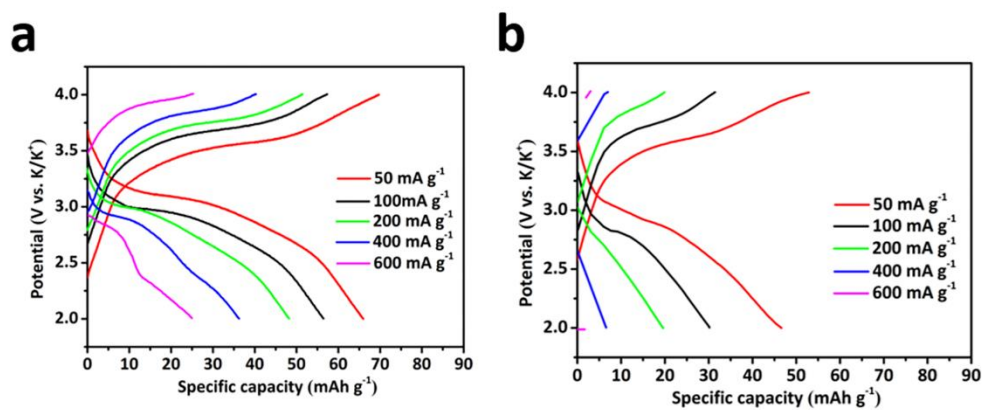 a
4.0
3.5
3.0
2.5
2.0
Potential (V vs. K/K⁺)
50 mA g⁻¹
100mA g⁻¹
200 mA g⁻¹
400 mA g⁻¹
600 mA g⁻¹
0 10 20 30 40 50 60 70 80 90
Specific capacity (mAh g⁻¹)
b
4.0
3.5
3.0
2.5
2.0
Potential (V vs. K/K⁺)
50 mA g⁻¹
100 mA g⁻¹
200 mA g⁻¹
400 mA g⁻¹
600 mA g⁻¹
0 10 20 30 40 50 60 70 80 90
Specific capacity (mAh g⁻¹)